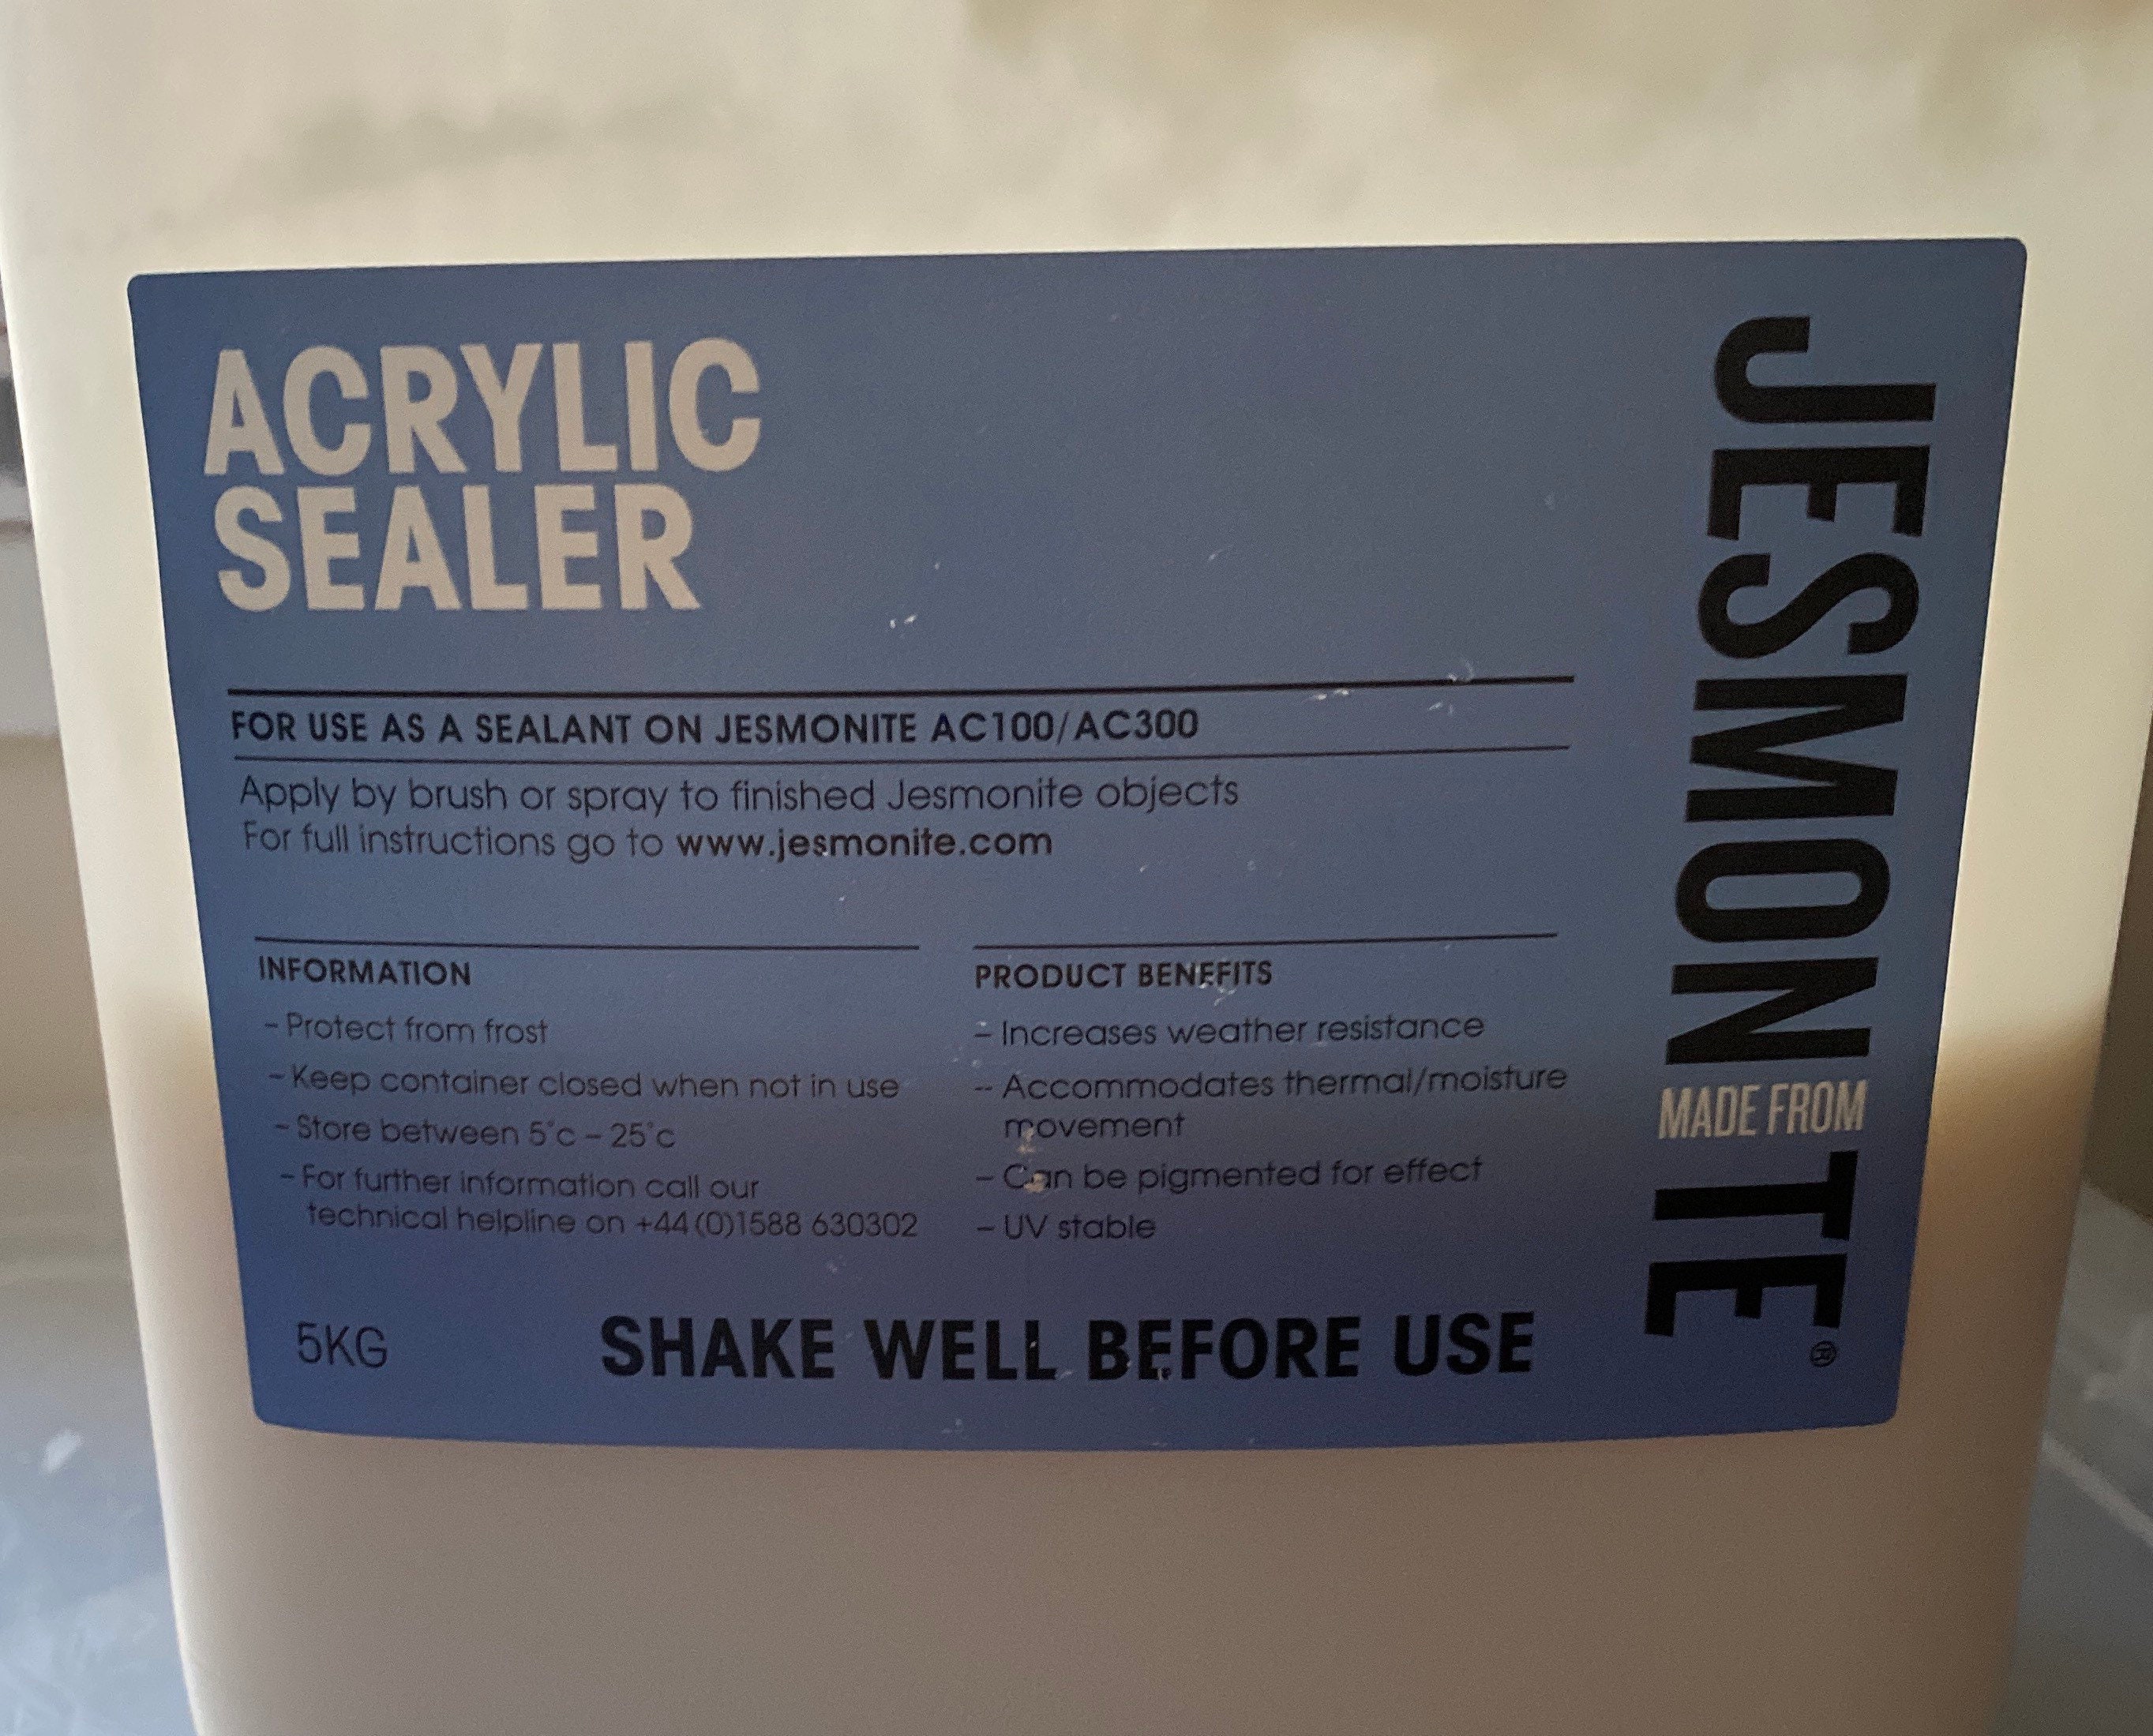 ACRYLIC
SEALER
FOR USE AS A SEALANT ON JESMONITE AC100/AC300
Apply by brush or spray to finished Jesmonite objects
For full instructions go to www.jesmonite.com
INFORMATION
- Protect from frost
- Keep container closed when not in use
- Store between 5°c – 25°c
- For further information call our
technical helpline on +44(0)1588 630302
PRODUCT BENEFITS
- Increases weather resistance
- Accommodates thermal/moisture
movement
- Can be pigmented for effect
- UV stable
5KG
SHAKE WELL BEFORE USE
JESMON MADE FROM TE®